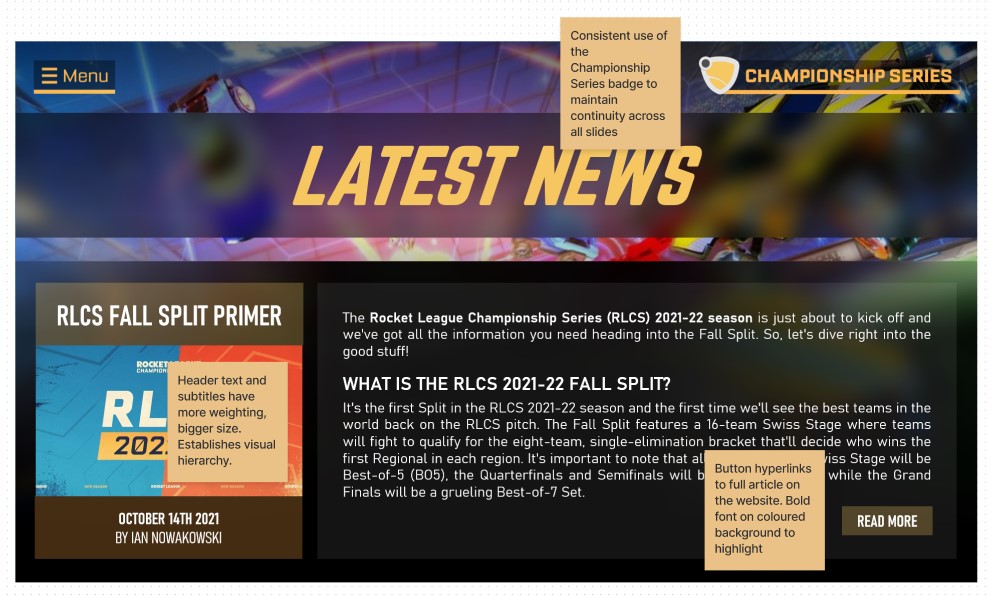 Consistent use of
the
Championship
Series badge to
maintain
continuity across
all slides
Menu
CHAMPIONSHIP SERIES
LATEST NEWS
RLCS FALL SPLIT PRIMER
ROCKET
CHAMPION
RL
202
Header text and
subtitles have
more weighting,
bigger size.
Establishes visual
hierarchy.
OCTOBER 14TH 2021
BY IAN NOWAKOWSKI
The Rocket League Championship Series (RLCS) 2021-22 season is just about to kick off and
we've got all the information you need heading into the Fall Split. So, let's dive right into the
good stuff!
WHAT IS THE RLCS 2021-22 FALL SPLIT?
It's the first Split in the RLCS 2021-22 season and the first time we'll see the best teams in the
world back on the RLCS pitch. The Fall Split features a 16-team Swiss Stage where teams
will fight to qualify for the eight-team, single-elimination bracket that'll decide who wins the
first Regional in each region. It's important to note that al wiss Stage will be
Best-of-5 (BO5), the Quarterfinals and Semifinals will b while the Grand
Finals will be a grueling Best-of-7 Set.
Button hyperlinks
to full article on
the website. Bold
font on coloured
background to
highlight
READ MORE